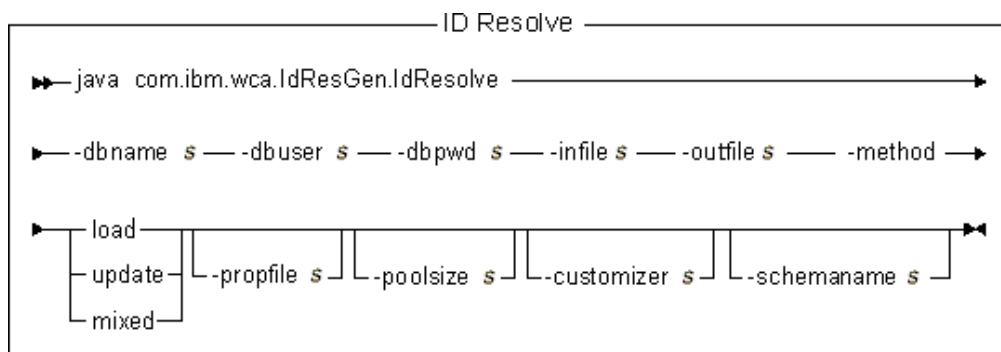 ID Resolve
java com.ibm.wca.IdResGen.IdResolve
-dbname s -dbuser s -dbpwd s -infile s -outfile s -method
load
update -propfile s -poolsize s -customizer s -schemaname s
mixed